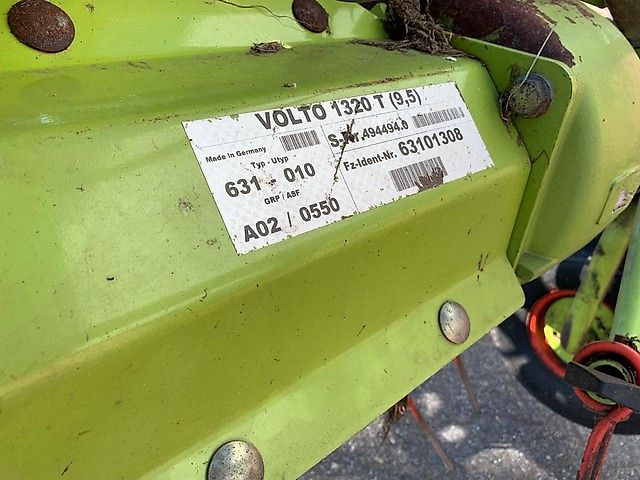 VOLTO 1320 T (9,5)
Made in Germany
S.-Nr. 494494.0
Typ - Utyp
631 - 010
Fz-Ident-Nr. 63101308
GRP / ASF
A02 / 0550